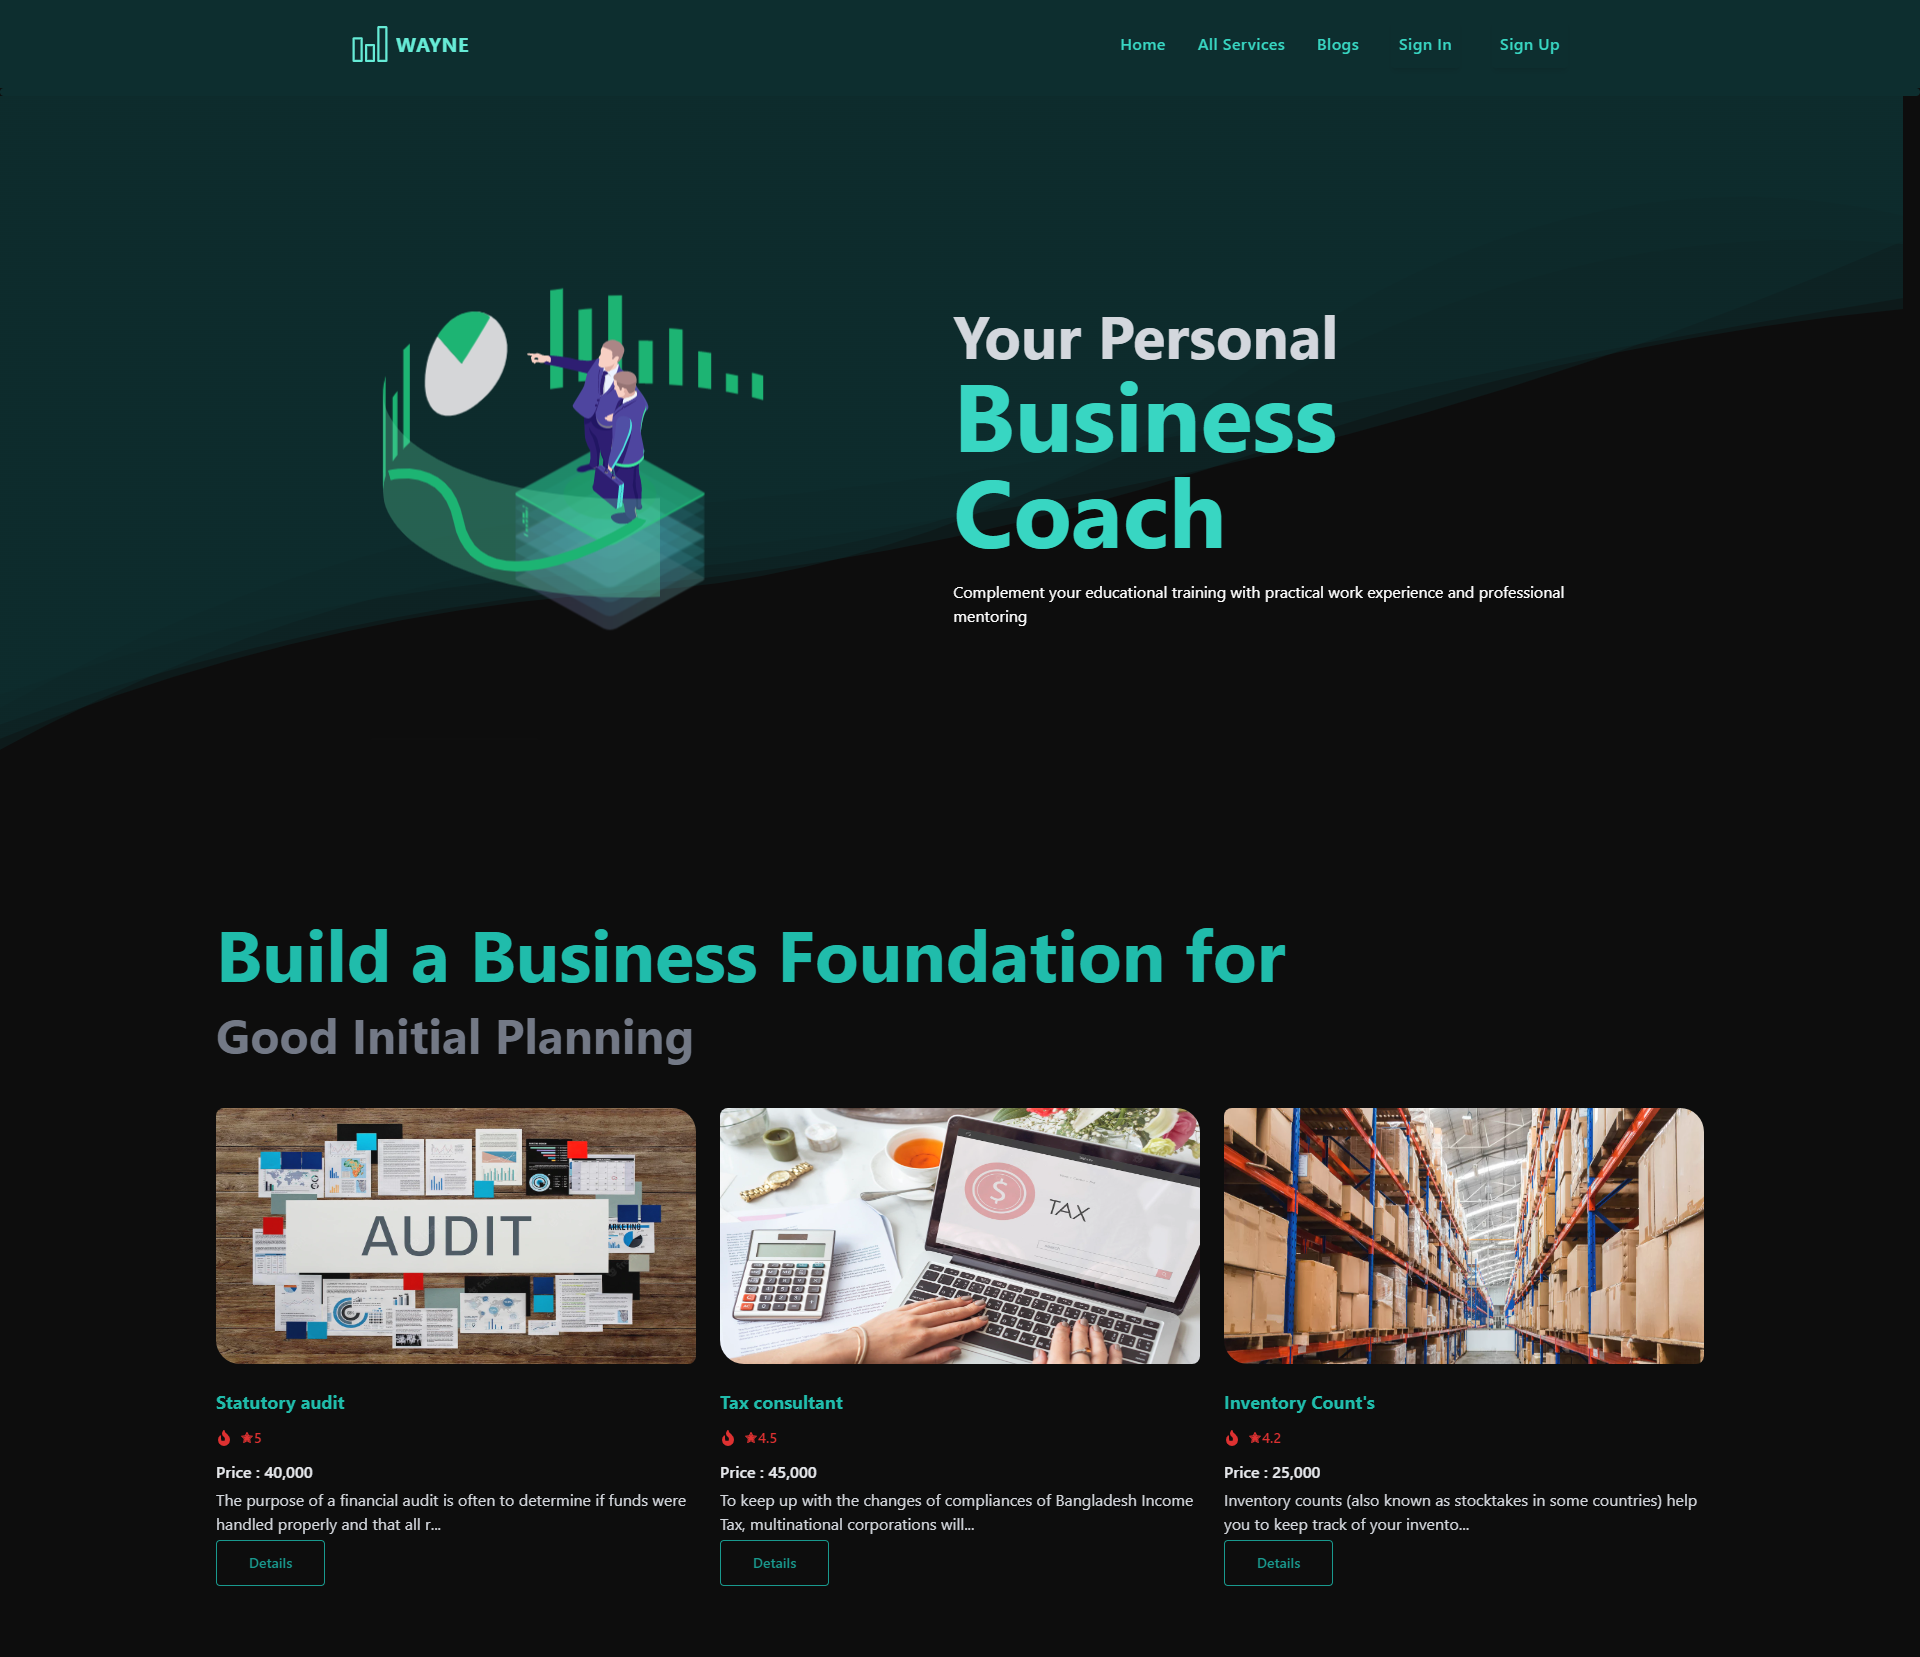 WAYNE
Home
All Services
Blogs
Sign In
Sign Up
Your Personal
Business
Coach
Complement your educational training with practical work experience and professional
mentoring
Build a Business Foundation for
Good Initial Planning
AUDIT
TAX
Statutory audit
5
Price : 40,000
The purpose of a financial audit is often to determine if funds were
handled properly and that all r...
Details
Tax consultant
4.5
Price : 45,000
To keep up with the changes of compliances of Bangladesh Income
Tax, multinational corporations will...
Details
Inventory Count's
4.2
Price : 25,000
Inventory counts (also known as stocktakes in some countries) help
you to keep track of your invento...
Details